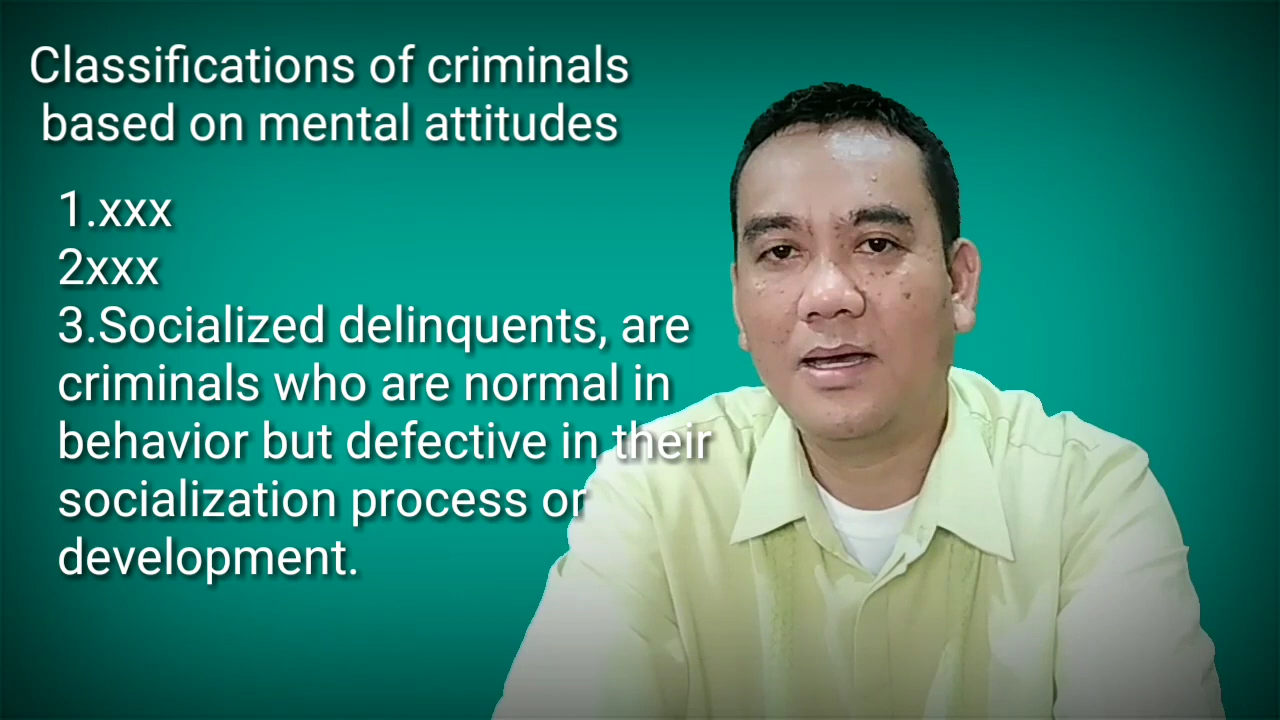 Classifications of criminals
based on mental attitudes
1.xxx
2xxx
3.Socialized delinquents, are
criminals who are normal in
behavior but defective in their
socialization process or
development.